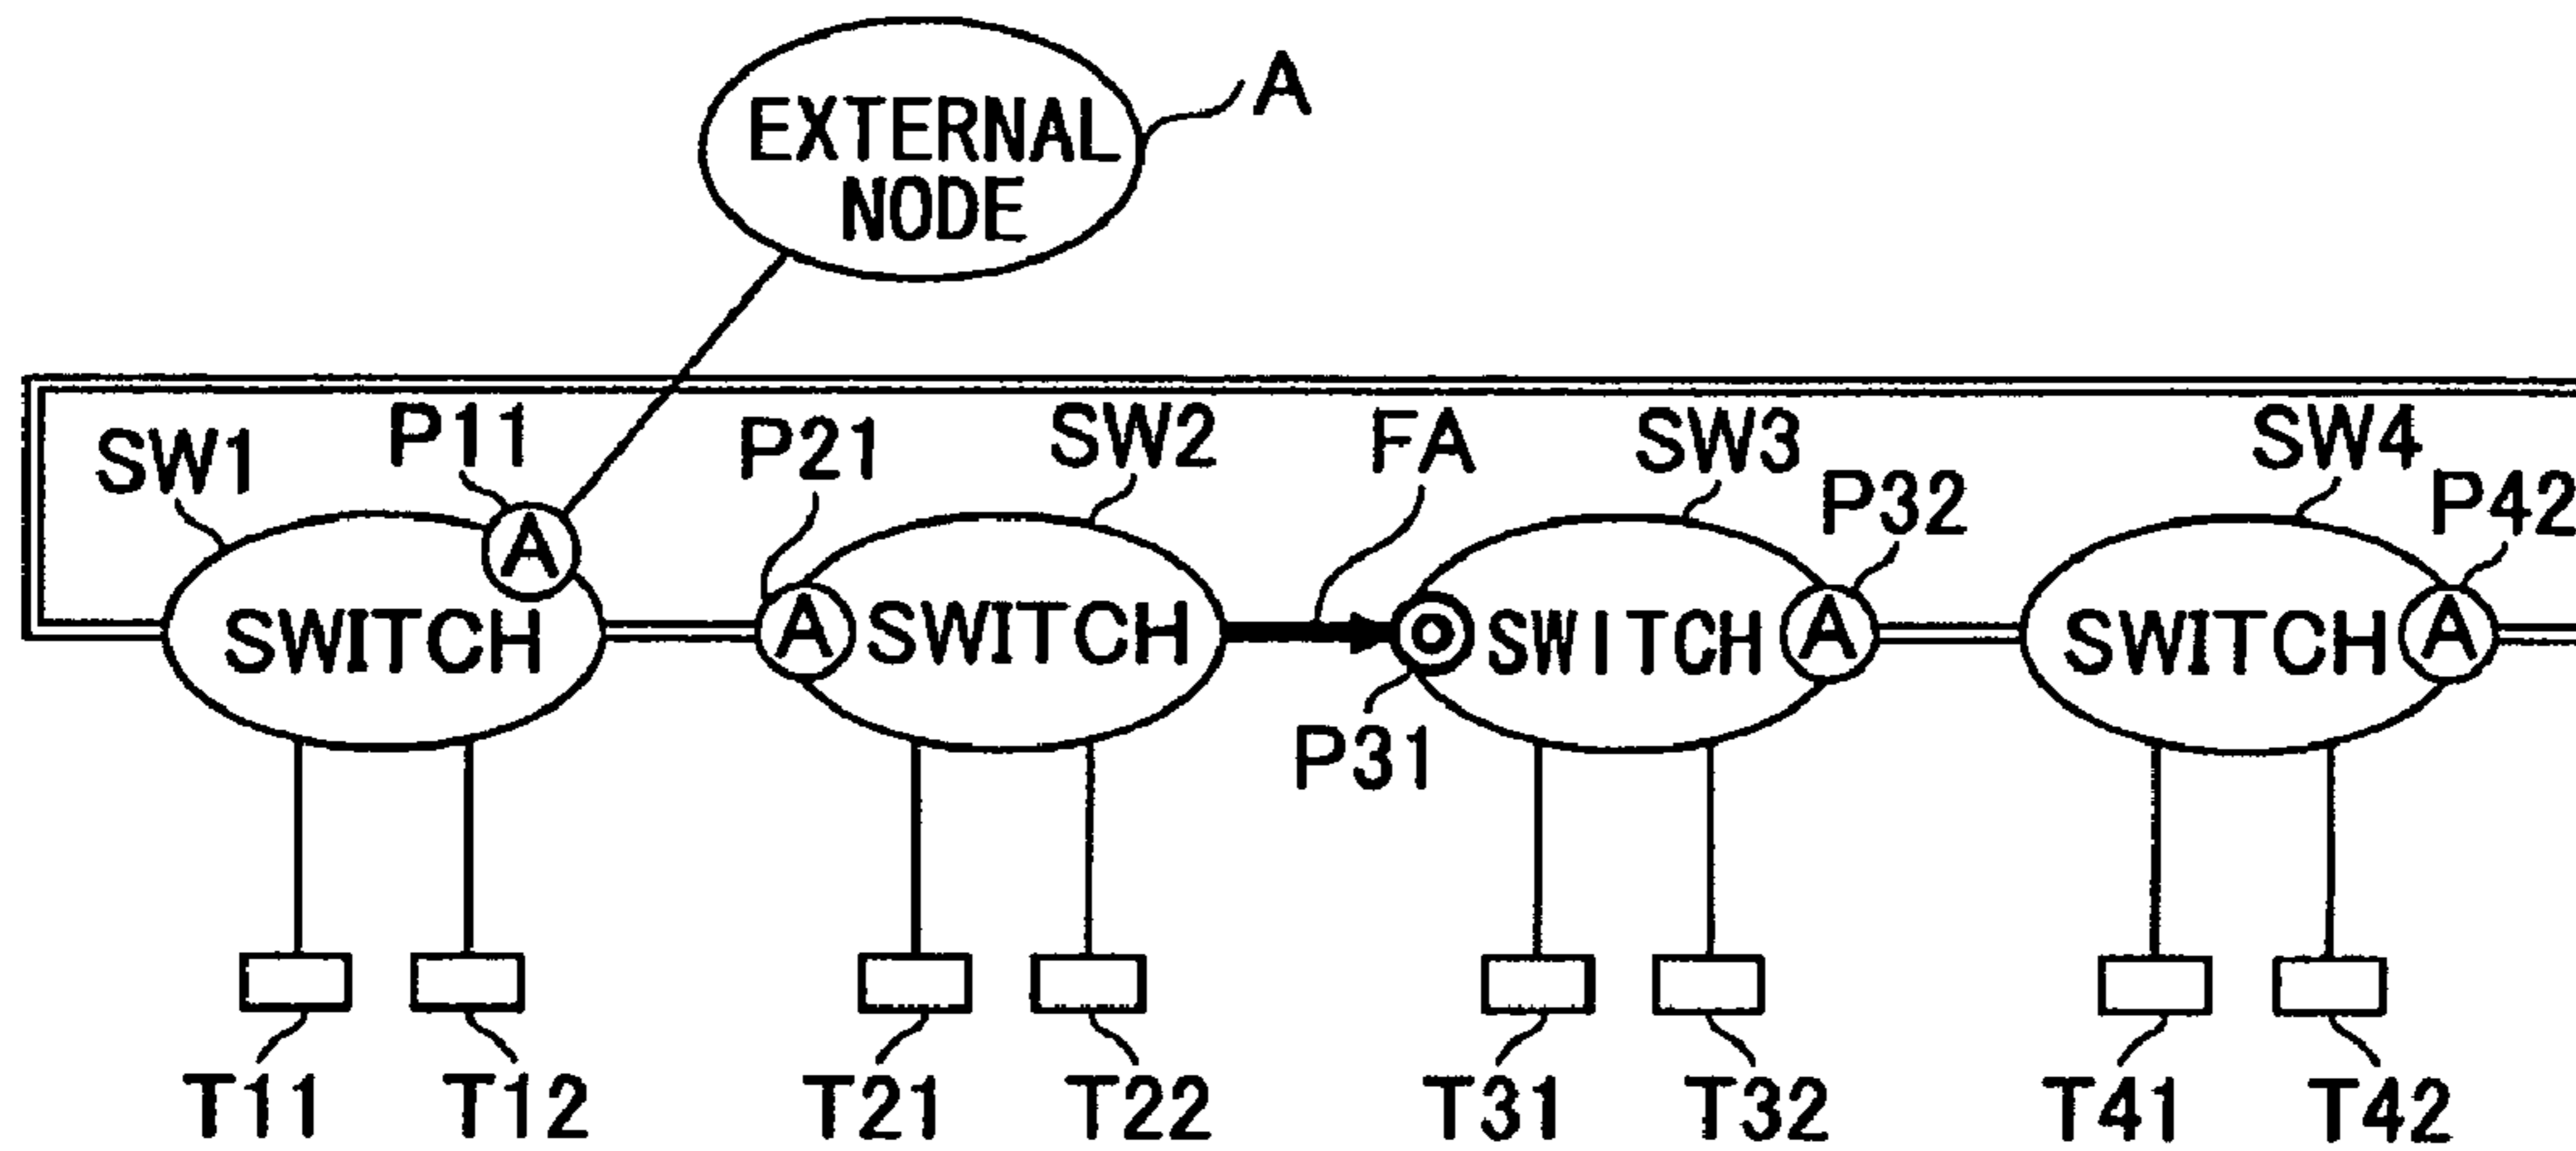 EXTERNAL
NODE
A
SW1
P11
P21
SW2
FA
SW3
P32
SW4
P42
A
SWITCH
A
SWITCH
SWITCH
A
SWITCH
A
P31
T11
T12
T21
T22
T31
T32
T41
T42